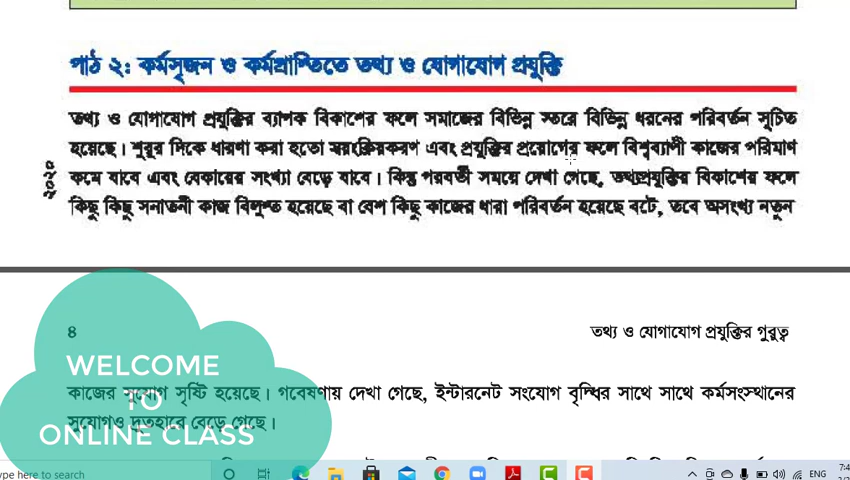 পাঠ ২: কর্মসৃজন ও কর্মপ্রাপ্তিতে তথ্য ও যোগাযোগ প্রযুক্তি
তথ্য ও যোগাযোগ প্রযুক্তির ব্যাপক বিকাশের ফলে সমাজের বিভিন্ন স্তরে বিভিন্ন ধরনের পরিবর্তন সূচিত
হয়েছে। শুরুর দিকে ধারণা করা হতো স্বয়ংক্রিয়করণ এবং প্রযুক্তির প্রয়োগের ফলে বিশ্বব্যাপী কাজের পরিমাণ
কমে যাবে এবং বেকারের সংখ্যা বেড়ে যাবে। কিন্তু পরবর্তী সময়ে দেখা গেছে, তথ্যপ্রযুক্তির বিকাশের ফলে
কিছু কিছু সনাতনী কাজ বিলুপ্ত হয়েছে বা বেশ কিছু কাজের ধারা পরিবর্তন হয়েছে বটে, তবে অসংখ্য নতুন
২০২০
৪
তথ্য ও যোগাযোগ প্রযুক্তির গুরুত্ব
কাজের সুযোগ সৃষ্টি হয়েছে। গবেষণায় দেখা গেছে, ইন্টারনেট সংযোগ বৃদ্ধির সাথে সাথে কর্মসংস্থানের
সুযোগও দ্রুতহারে বেড়ে গেছে।
WELCOME
TO
ONLINE CLASS
ype here to search
ENG
7:4